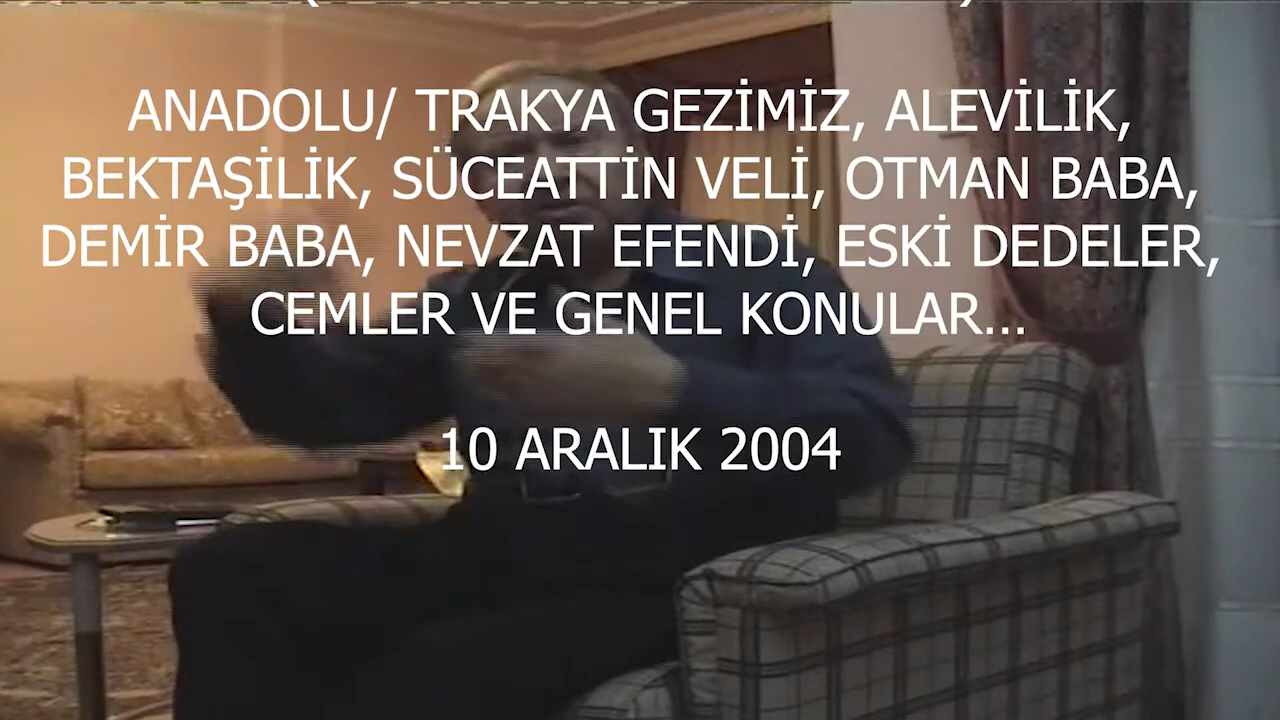 ANADOLU/ TRAKYA GEZİMİZ, ALEVİLİK,
BEKTAŞİLİK, SÜCEATTİN VELİ, OTMAN BABA,
DEMİR BABA, NEVZAT EFENDİ, ESKİ DEDELER,
CEMLER VE GENEL KONULAR...
10 ARALIK 2004